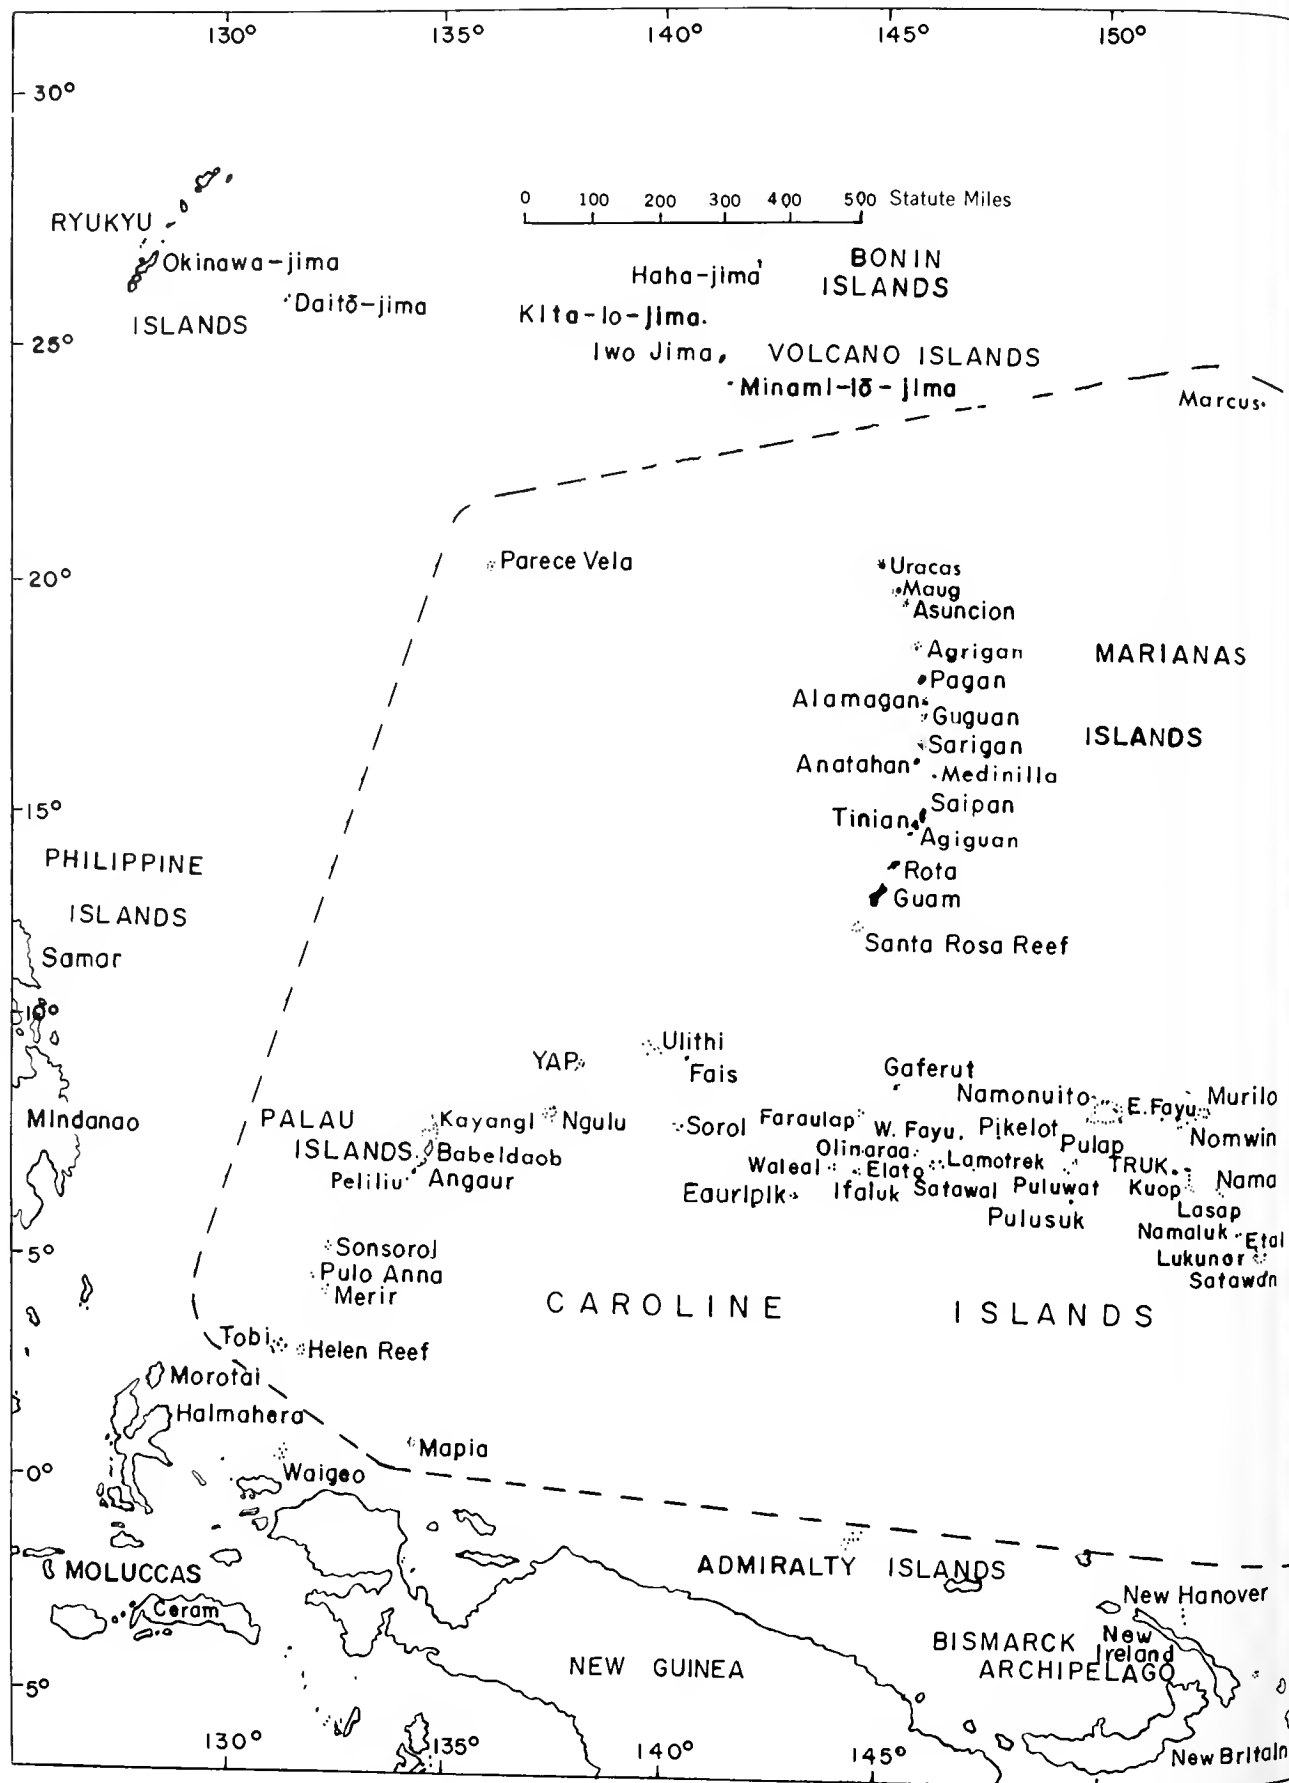 130° 135° 140° 145° 150°
30°
0 100 200 300 400 500 Statute Miles
RYUKYU
Okinawa-jima
BONIN
Haha-jima
ISLANDS
Daitō-jima
KIta-Io-jima
ISLANDS
25°
Iwo Jima
VOLCANO ISLANDS
MinamI-Iō-jIma
Marcus
Parece Vela
Uracas
20°
Maug
Asuncion
Agrigan
MARIANAS
Pagan
Alamagan
Guguan
ISLANDS
Sarigan
Anatahan
Medinilla
15°
Saipan
Tinian
Agiguan
PHILIPPINE
Rota
Guam
ISLANDS
Santa Rosa Reef
Samar
10°
Ulithi
YAP
Fais
Gaferut
Namonuito
E.Fayu
Murilo
MIndanao
PALAU
KayangI
Ngulu
Sorol
Faraulap
W. Fayu
Pikelot
Pulap
Nomwin
ISLANDS
Babeldaob
Olinaraa
Waleal
Elato
Lamotrek
TRUK
Peliliu
Angaur
EaurIpIk
Ifaluk
Satawal
Puluwat
Kuop
Nama
Pulusuk
Lasap
Namaluk
Etal
5°
Sonsorol
Lukunor
Pulo Anna
Satawan
Merir
CAROLINE ISLANDS
Tobi
Helen Reef
Morotai
Halmahera
Mapia
0°
Waigeo
MOLUCCAS
ADMIRALTY ISLANDS
New Hanover
Ceram
BISMARCK
New
Ireland
NEW GUINEA
ARCHIPELAGO
5°
130° 135° 140° 145°
New BrItaIn